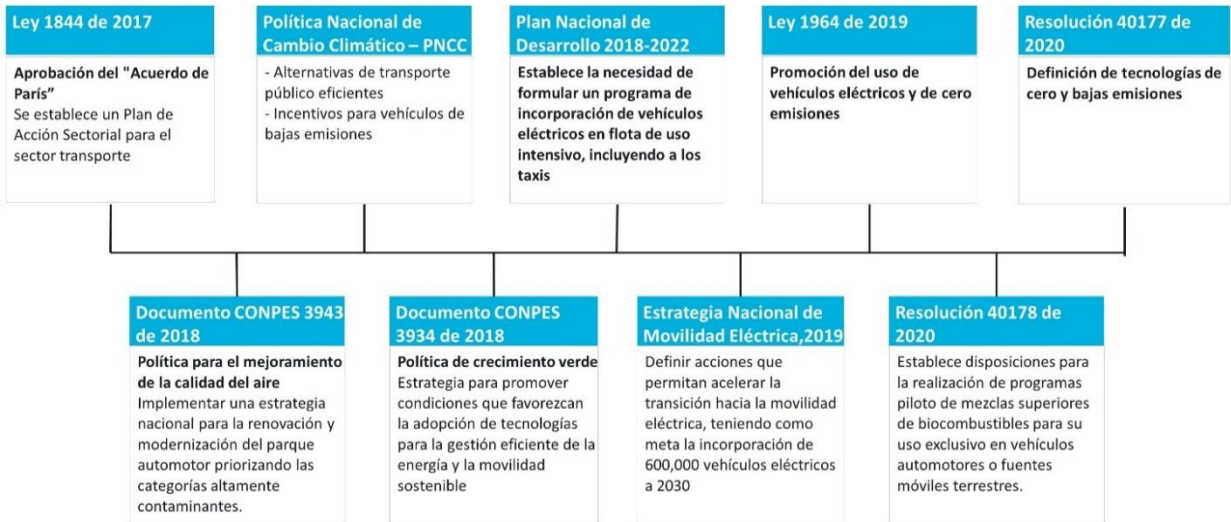 Ley 1844 de 2017
Aprobación del "Acuerdo de
París”
Se establece un Plan de
Acción Sectorial para el
sector transporte
Política Nacional de
Cambio Climático – PNCC
- Alternativas de transporte
público eficientes
- Incentivos para vehículos de
bajas emisiones
Plan Nacional de
Desarrollo 2018-2022
Establece la necesidad de
formular un programa de
incorporación de vehículos
eléctricos en flota de uso
intensivo, incluyendo a los
taxis
Ley 1964 de 2019
Promoción del uso de
vehículos eléctricos y de cero
emisiones
Resolución 40177 de
2020
Definición de tecnologías de
cero y bajas emisiones
Documento CONPES 3943
de 2018
Política para el mejoramiento
de la calidad del aire
Implementar una estrategia
nacional para la renovación y
modernización del parque
automotor priorizando las
categorías altamente
contaminantes.
Documento CONPES
3934 de 2018
Política de crecimiento verde
Estrategia para promover
condiciones que favorezcan
la adopción de tecnologías
para la gestión eficiente de la
energía y la movilidad
sostenible
Estrategia Nacional de
Movilidad Eléctrica,2019
Definir acciones que
permitan acelerar la
transición hacia la movilidad
eléctrica, teniendo como
meta la incorporación de
600,000 vehículos eléctricos
a 2030
Resolución 40178 de
2020
Establece disposiciones para
la realización de programas
piloto de mezclas superiores
de biocombustibles para su
uso exclusivo en vehículos
automotores o fuentes
móviles terrestres.